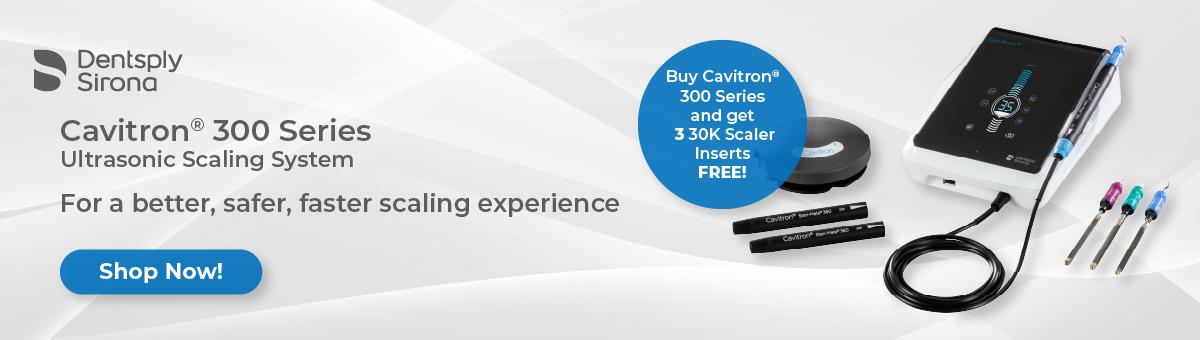 Dentsply
Sirona
Cavitron® 300 Series
Ultrasonic Scaling System
For a better, safer, faster scaling experience
Shop Now!
Buy Cavitron®
300 Series
and get
3 30K Scaler
Inserts
FREE!
Cavitron
Cavitron® Steri-Mate® 360
Cavitron® Steri-Mate® 360
Cavitron®
35
Dentsply
Sirona